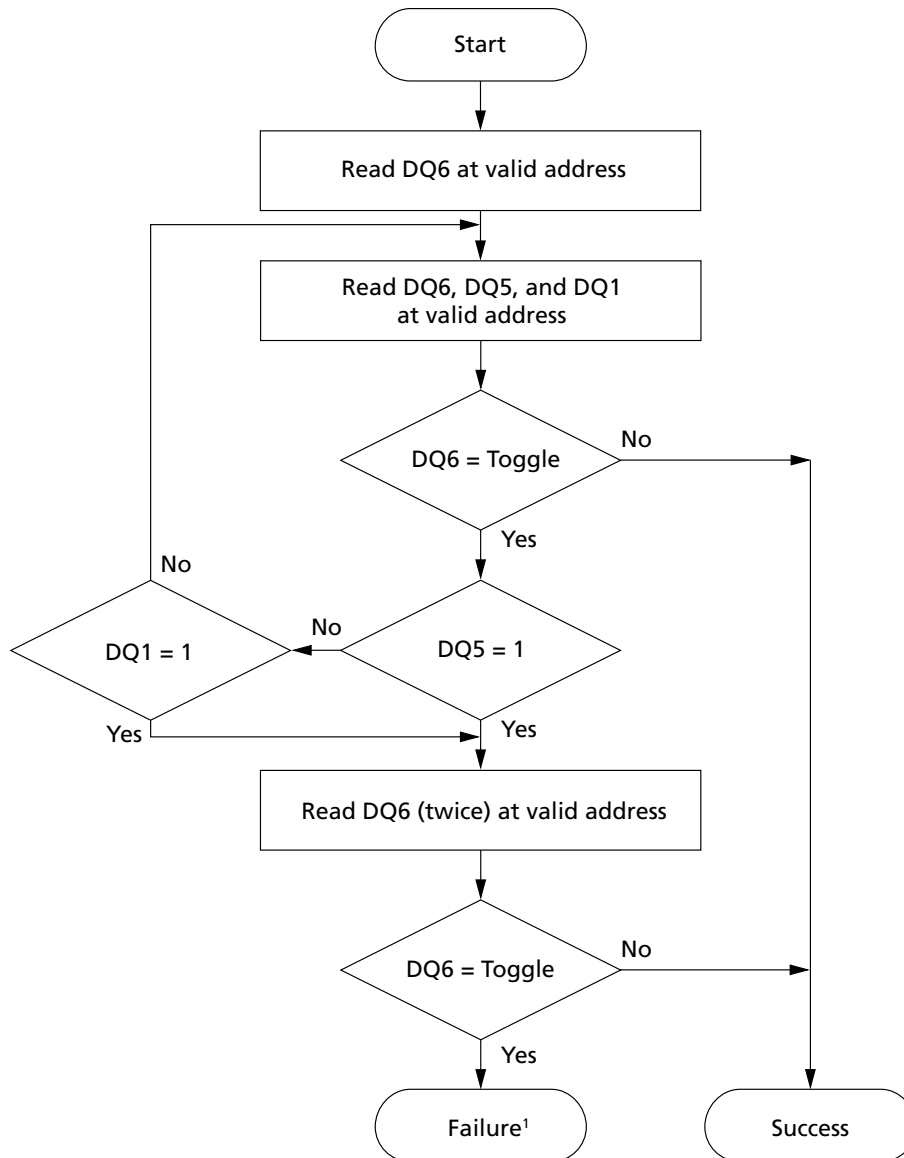 Start
Read DQ6 at valid address
Read DQ6, DQ5, and DQ1
at valid address
DQ6 = Toggle
No
Yes
No
DQ1 = 1
No
DQ5 = 1
Yes
Yes
Read DQ6 (twice) at valid address
DQ6 = Toggle
No
Yes
Failure¹
Success